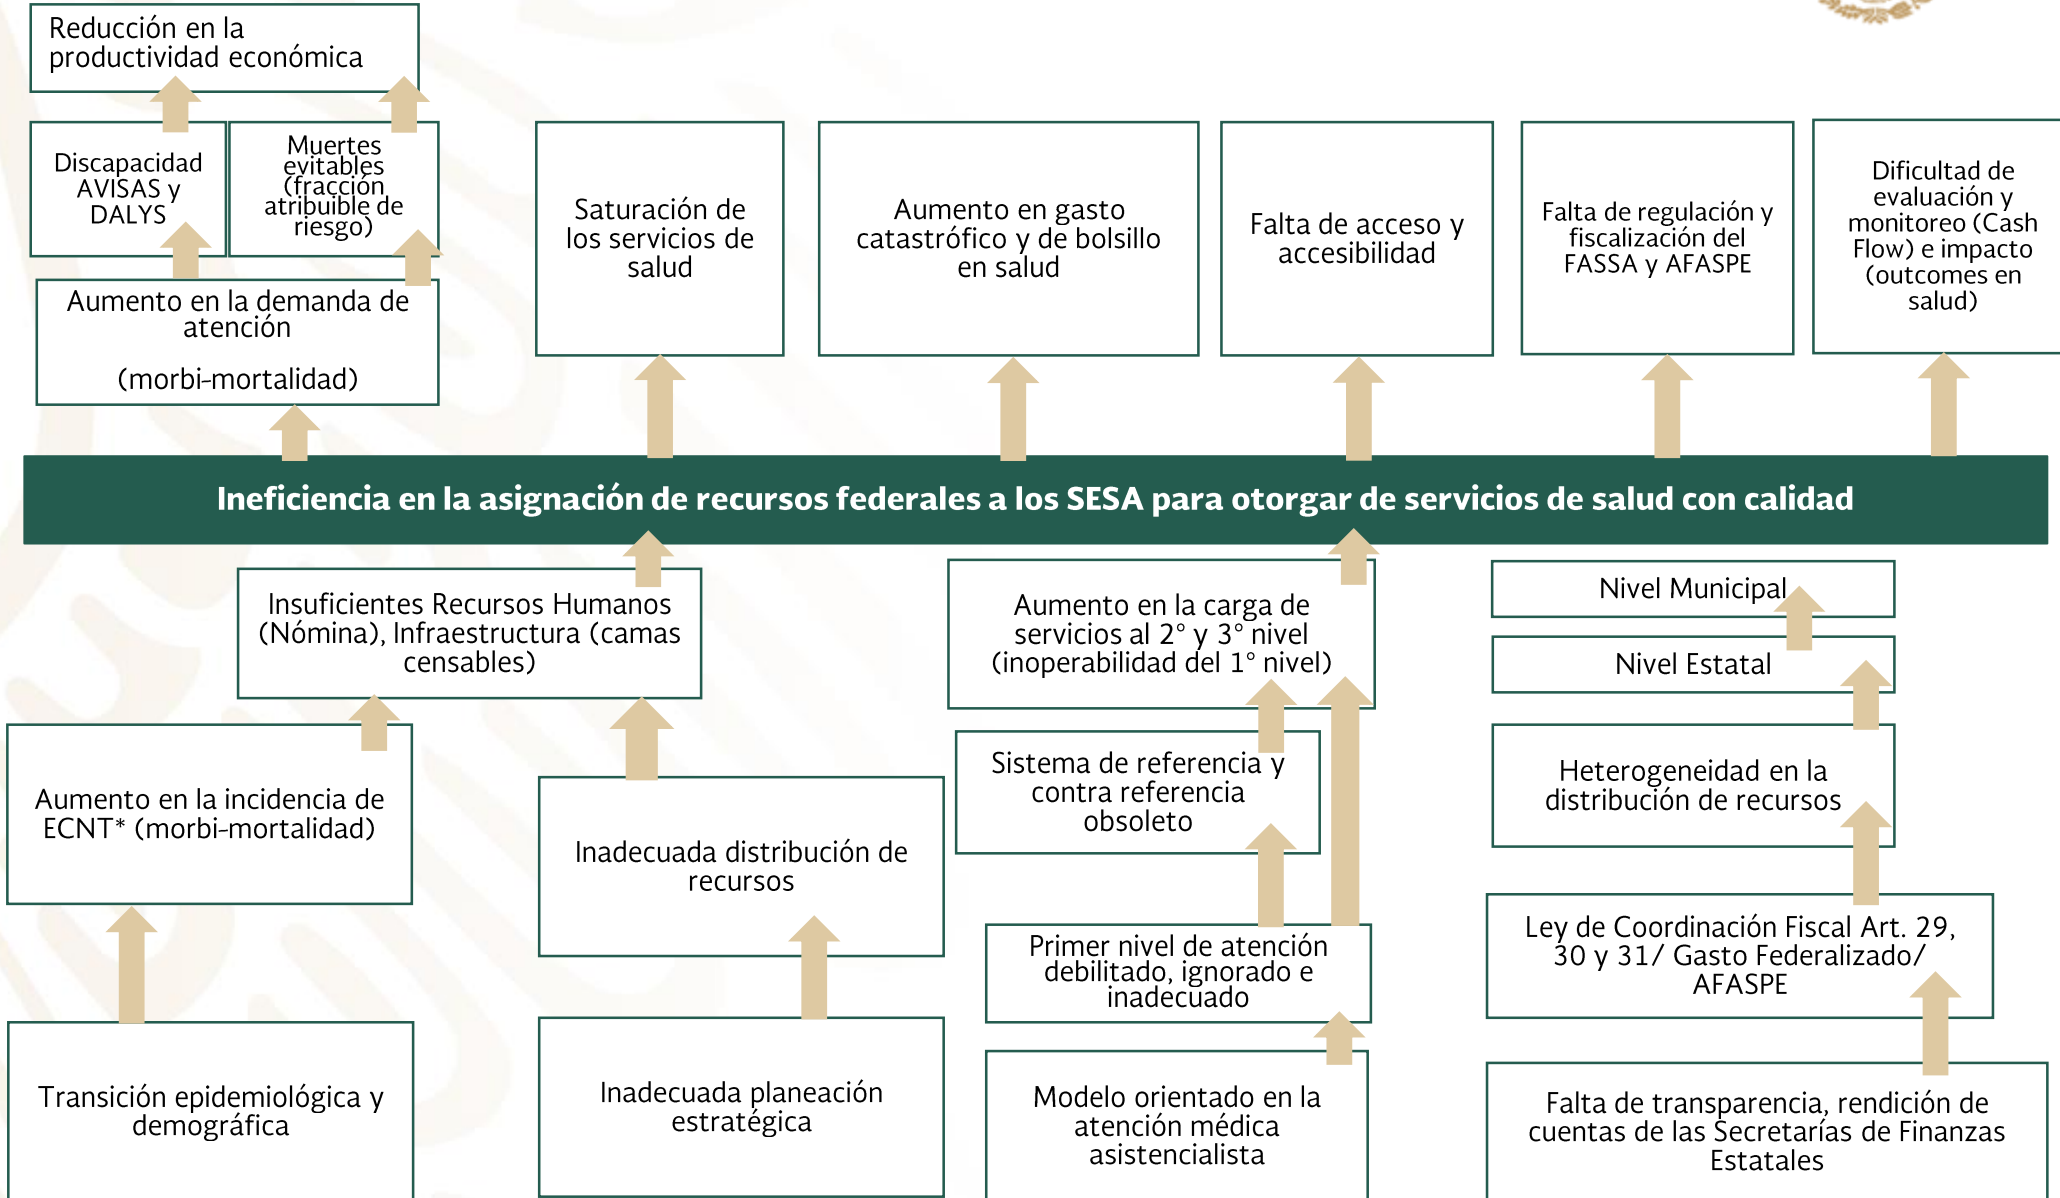 Reducción en la
productividad económica
Discapacidad
AVISAS y
DALYS
Muertes
evitables
(fracción
atribuible de
riesgo)
Aumento en la demanda de
atención
(morbi-mortalidad)
Saturación de
los servicios de
salud
Aumento en gasto
catastrófico y de bolsillo
en salud
Falta de acceso y
accesibilidad
Falta de regulación y
fiscalización del
FASSA y AFASPE
Dificultad de
evaluación y
monitoreo (Cash
Flow) e impacto
(outcomes en
salud)
Ineficiencia en la asignación de recursos federales a los SESA para otorgar de servicios de salud con calidad
Insuficientes Recursos Humanos
(Nómina), Infraestructura (camas
censables)
Aumento en la incidencia de
ECNT* (morbi-mortalidad)
Transición epidemiológica y
demográfica
Inadecuada distribución de
recursos
Inadecuada planeación
estratégica
Aumento en la carga de
servicios al 2° y 3° nivel
(inoperabilidad del 1° nivel)
Sistema de referencia y
contra referencia
obsoleto
Primer nivel de atención
debilitado, ignorado e
inadecuado
Modelo orientado en la
atención médica
asistencialista
Nivel Municipal
Nivel Estatal
Heterogeneidad en la
distribución de recursos
Ley de Coordinación Fiscal Art. 29,
30 y 31/ Gasto Federalizado/
AFASPE
Falta de transparencia, rendición de
cuentas de las Secretarías de Finanzas
Estatales